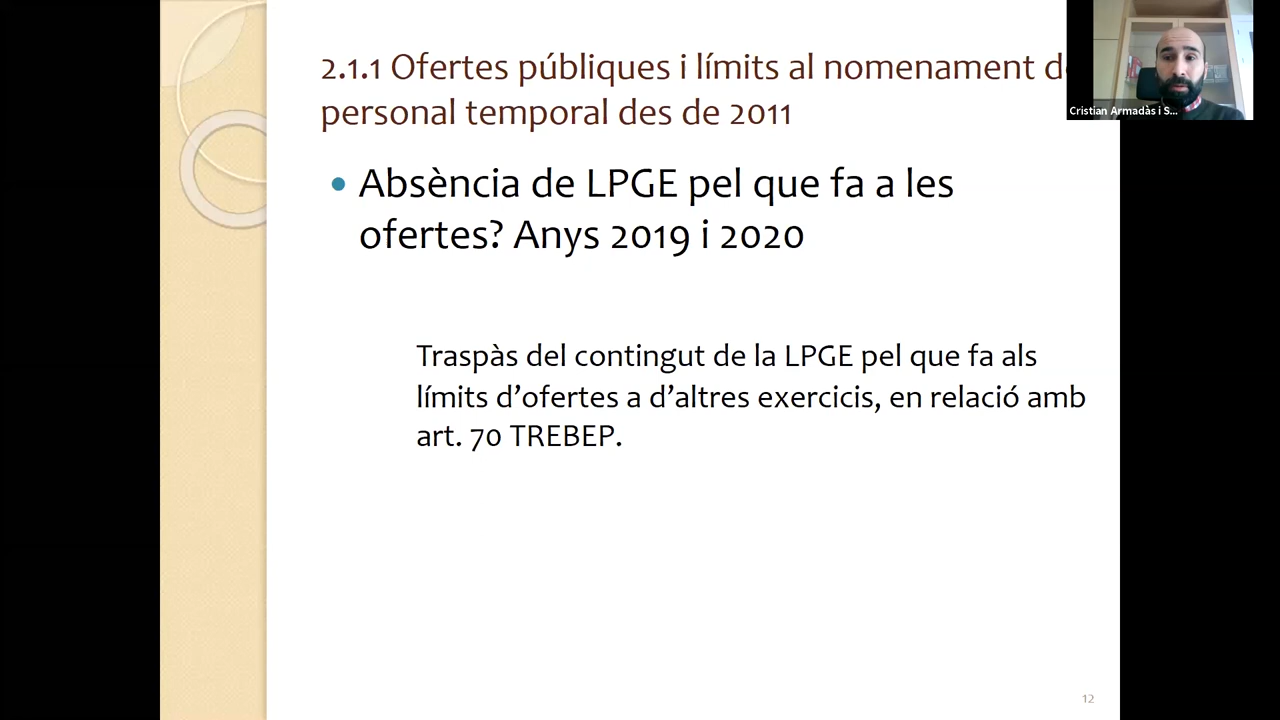 2.1.1 Ofertes públiques i límits al nomenament
personal temporal des de 2011
Absència de LPGE pel que fa a les
ofertes? Anys 2019 i 2020
Traspàs del contingut de la LPGE pel que fa als
límits d’ofertes a d’altres exercicis, en relació amb
art. 70 TREBEP.
12
Cristian Armadàs i S...